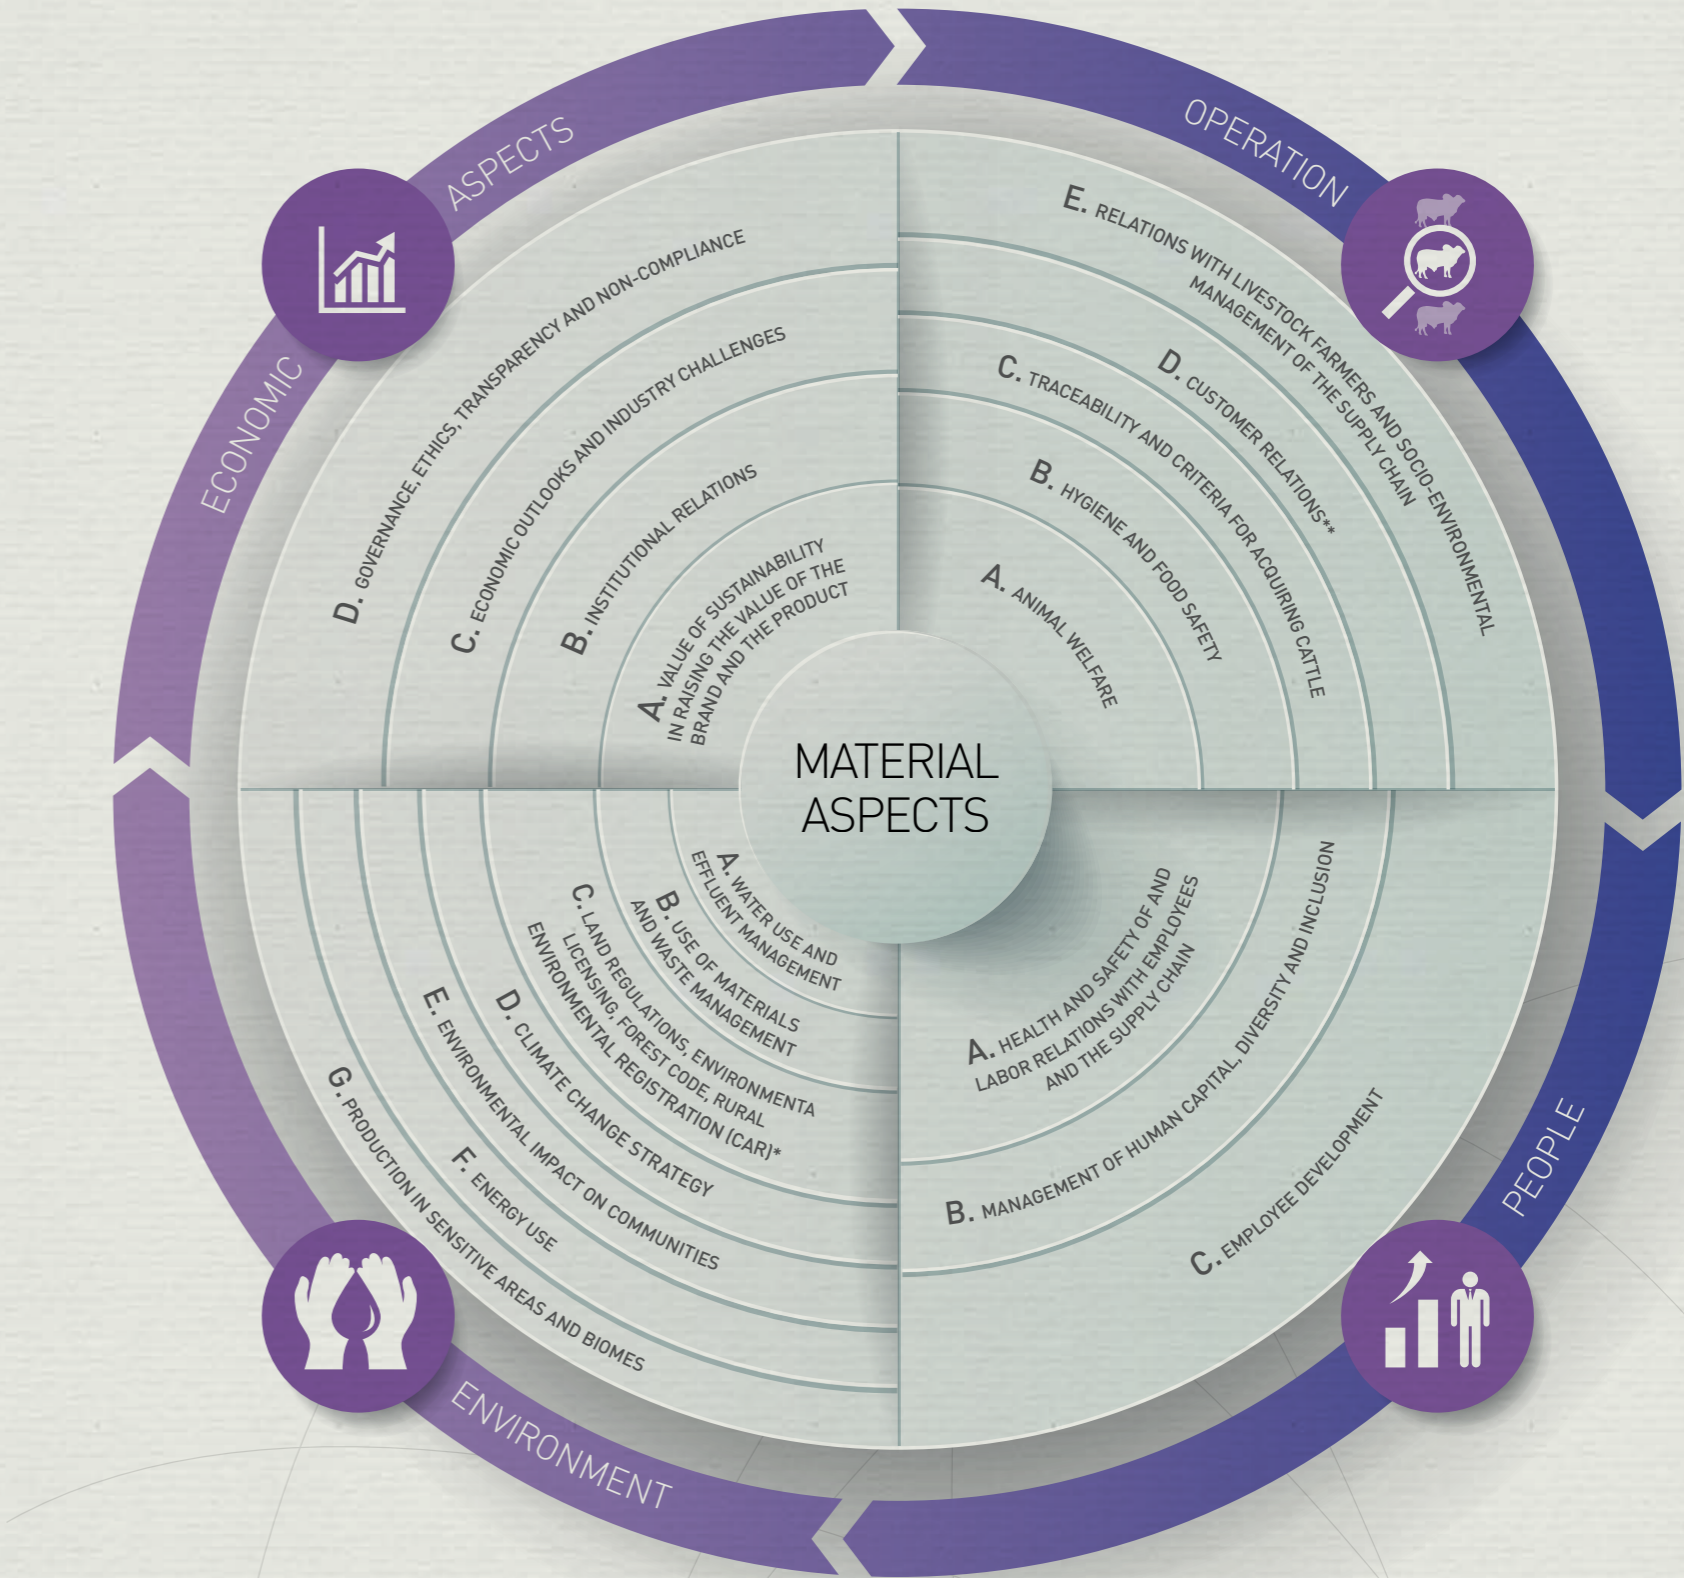 MATERIAL
ASPECTS
ECONOMIC ASPECTS
D. GOVERNANCE, ETHICS, TRANSPARENCY AND NON-COMPLIANCE
C. ECONOMIC OUTLOOKS AND INDUSTRY CHALLENGES
B. INSTITUTIONAL RELATIONS
A. VALUE OF SUSTAINABILITY
IN RAISING THE VALUE OF THE
BRAND AND THE PRODUCT
OPERATION
E. RELATIONS WITH LIVESTOCK FARMERS AND SOCIO-ENVIRONMENTAL
MANAGEMENT OF THE SUPPLY CHAIN
D. CUSTOMER RELATIONS**
C. TRACEABILITY AND CRITERIA FOR ACQUIRING CATTLE
B. HYGIENE AND FOOD SAFETY
A. ANIMAL WELFARE
PEOPLE
A. HEALTH AND SAFETY OF AND
LABOR RELATIONS WITH EMPLOYEES
AND THE SUPPLY CHAIN
B. MANAGEMENT OF HUMAN CAPITAL, DIVERSITY AND INCLUSION
C. EMPLOYEE DEVELOPMENT
ENVIRONMENT
A. WATER USE AND
EFFLUENT MANAGEMENT
B. USE OF MATERIALS
AND WASTE MANAGEMENT
C. LAND REGULATIONS, ENVIRONMENTA
LICENSING, FOREST CODE, RURAL
ENVIRONMENTAL REGISTRATION (CAR)*
D. CLIMATE CHANGE STRATEGY
E. ENVIRONMENTAL IMPACT ON COMMUNITIES
F. ENERGY USE
G. PRODUCTION IN SENSITIVE AREAS AND BIOMES